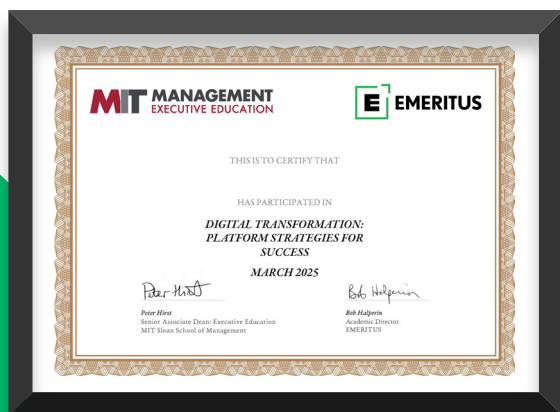 MIT MANAGEMENT
EXECUTIVE EDUCATION
E EMERITUS
THIS IS TO CERTIFY THAT
HAS PARTICIPATED IN
DIGITAL TRANSFORMATION:
PLATFORM STRATEGIES FOR
SUCCESS
MARCH 2025
Peter Hirst
Bob Halperin
Peter Hirst
Senior Associate Dean: Executive Education
MIT Sloan School of Management
Bob Halperin
Academic Director
EMERITUS